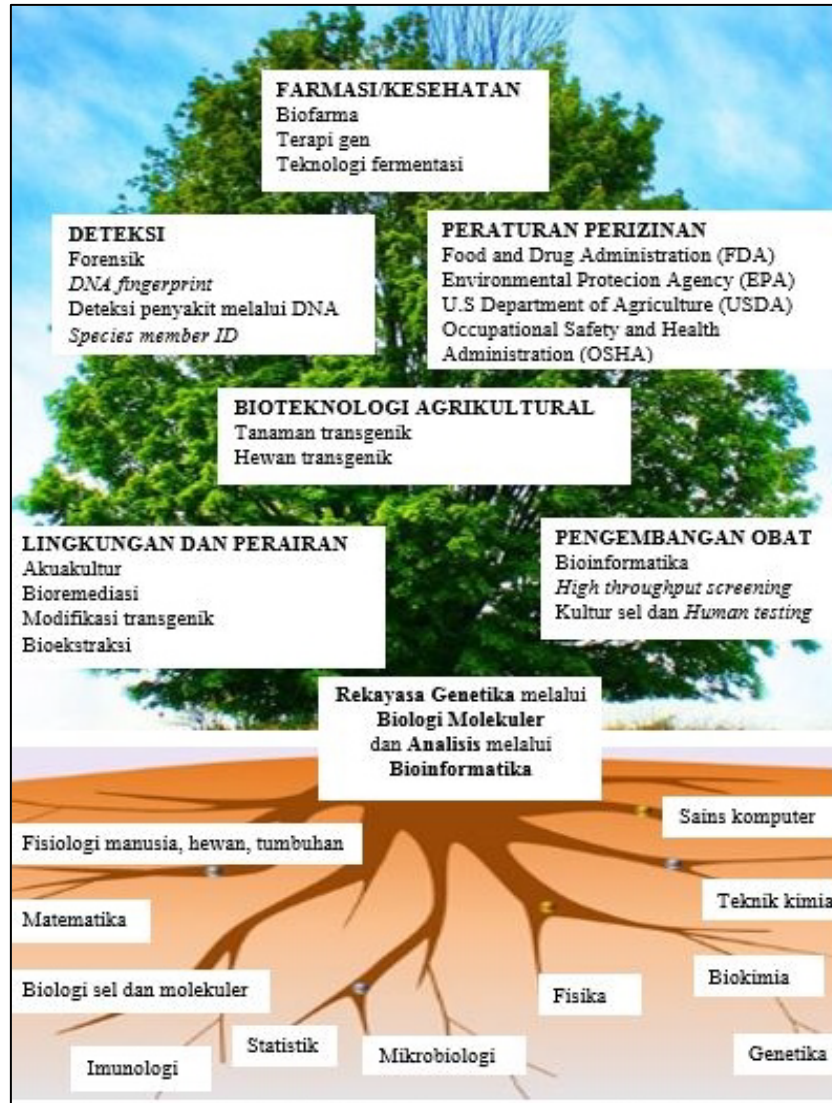 FARMASI/KESEHATAN
Biofarma
Terapi gen
Teknologi fermentasi
DETEKSI
Forensik
DNA fingerprint
Deteksi penyakit melalui DNA
Species member ID
PERATURAN PERIZINAN
Food and Drug Administration (FDA)
Environmental Protecion Agency (EPA)
U.S Department of Agriculture (USDA)
Occupational Safety and Health
Administration (OSHA)
BIOTEKNOLOGI AGRIKULTURAL
Tanaman transgenik
Hewan transgenik
LINGKUNGAN DAN PERAIRAN
Akuakultur
Bioremediasi
Modifikasi transgenik
Bioekstraksi
PENGEMBANGAN OBAT
Bioinformatika
High throughput screening
Kultur sel dan Human testing
Rekayasa Genetika melalui
Biologi Molekuler
dan Analisis melalui
Bioinformatika
Sains komputer
Fisiologi manusia, hewan, tumbuhan
Teknik kimia
Matematika
Biokimia
Biologi sel dan molekuler
Fisika
Statistik
Mikrobiologi
Genetika
Imunologi